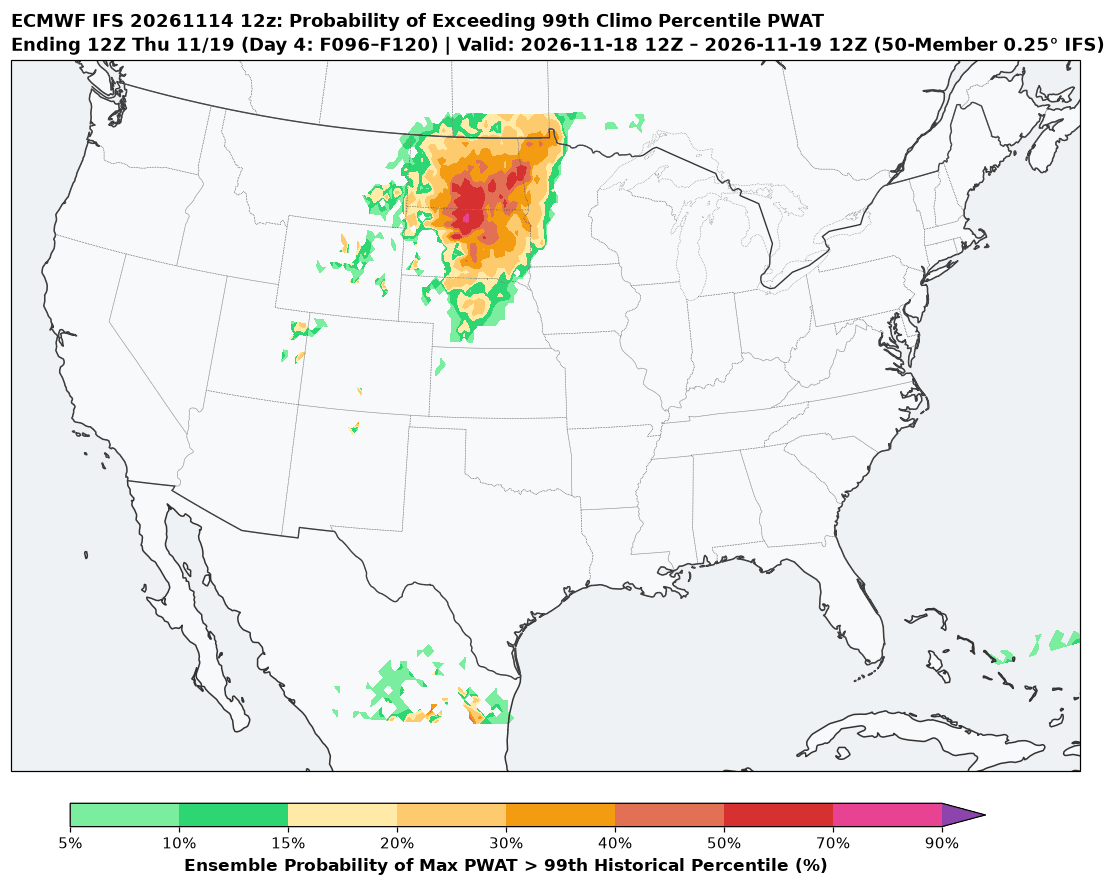 ECMWF IFS 20261114 12z: Probability of Exceeding 99th Climo Percentile PWAT
Ending 12Z Thu 11/19 (Day 4: F096–F120) | Valid: 2026-11-18 12Z – 2026-11-19 12Z (50-Member 0.25° IFS)
5% 10% 15% 20% 30% 40% 50% 70% 90%
Ensemble Probability of Max PWAT > 99th Historical Percentile (%)